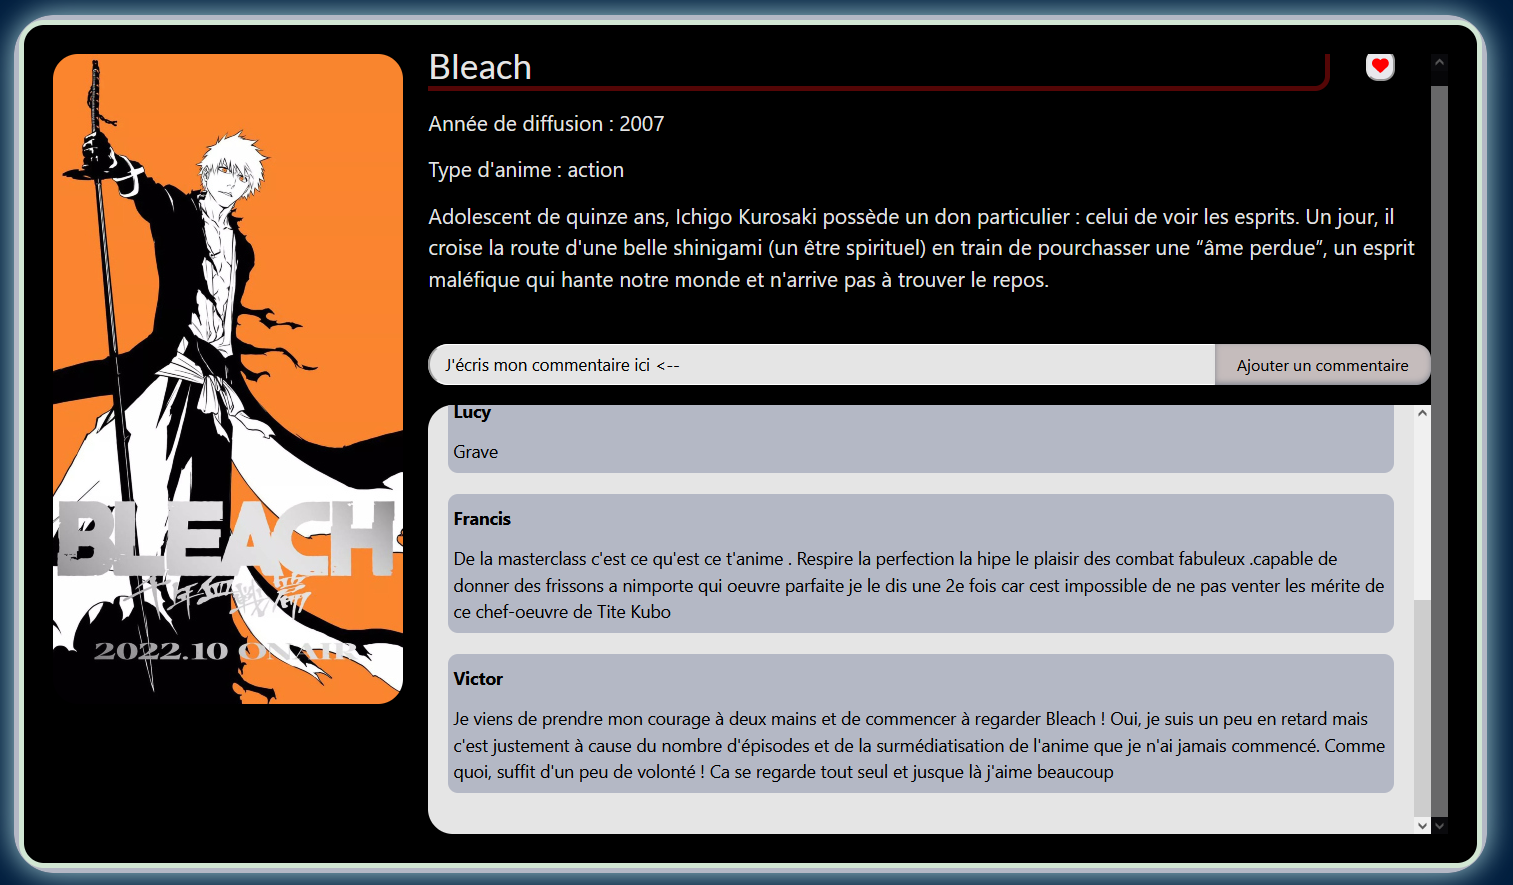 Bleach
Année de diffusion : 2007
Type d'anime : action
Adolescent de quinze ans, Ichigo Kurosaki possède un don particulier : celui de voir les esprits. Un jour, il
croise la route d'une belle shinigami (un être spirituel) en train de pourchasser une “âme perdue”, un esprit
maléfique qui hante notre monde et n'arrive pas à trouver le repos.
J'écris mon commentaire ici <--
Ajouter un commentaire
Lucy
Grave
Francis
De la masterclass c'est ce qu'est ce t'anime . Respire la perfection la hipe le plaisir des combat fabuleux .capable de
donner des frissons a nimporte qui oeuvre parfaite je le dis une 2e fois car cest impossible de ne pas venter les mérite de
ce chef-oeuvre de Tite Kubo
Victor
Je viens de prendre mon courage à deux mains et de commencer à regarder Bleach ! Oui, je suis un peu en retard mais
c'est justement à cause du nombre d'épisodes et de la surmédiatisation de l'anime que je n'ai jamais commencé. Comme
quoi, suffit d'un peu de volonté ! Ca se regarde tout seul et jusque là j'aime beaucoup
BLEACH
千年血戦篇
2022.10 ON AIR